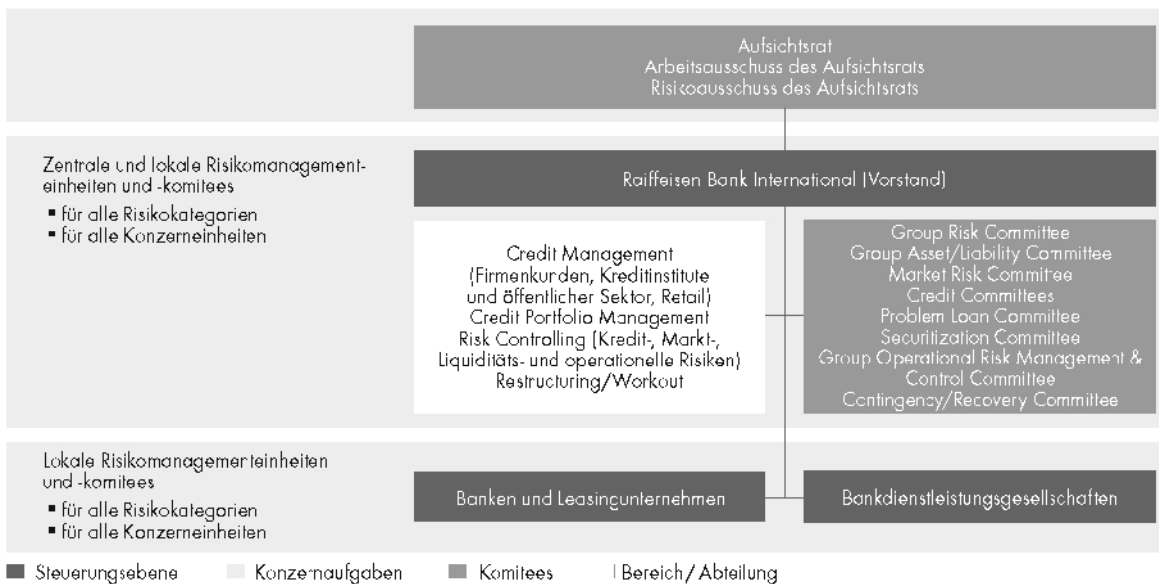 Aufsichtsrat
Arbeitsausschuss des Aufsichtsrats
Risikoausschuss des Aufsichtsrats
Zentrale und lokale Risikomanagement-
einheiten und -komitees
▪ für alle Risikokategorien
▪ für alle Konzerneinheiten
Raiffeisen Bank International (Vorstand)
Credit Management
(Firmenkunden, Kreditinstitute
und öffentlicher Sektor, Retail)
Credit Portfolio Management
Risk Controlling (Kredit-, Markt-,
Liquiditäts- und operationelle Risiken)
Restructuring/Workout
Group Risk Committee
Group Asset/Liability Committee
Market Risk Committee
Credit Committees
Problem Loan Committee
Securitization Committee
Group Operational Risk Management &
Control Committee
Contingency/Recovery Committee
Lokale Risikomanagementeinheiten
und -komitees
▪ für alle Risikokategorien
▪ für alle Konzerneinheiten
Banken und Leasingunternehmen
Bankdienstleistungsgesellschaften
Steuerungsebene
Konzernaufgaben
Komitees
Bereich/Abteilung